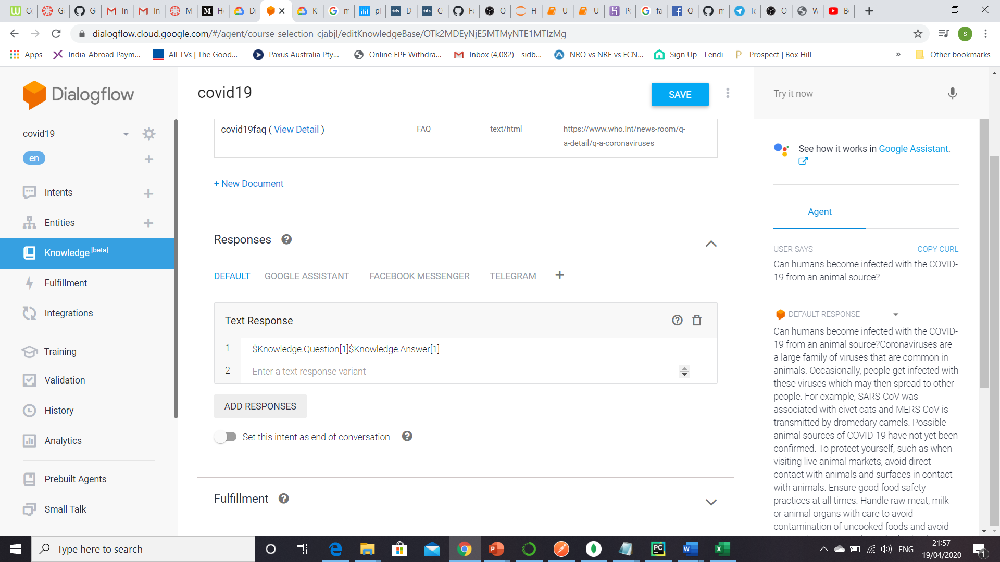 dialogflow.cloud.google.com/#/agent/course-selection-cjabjl/editKnowledgeBase/OTk2MDEyNjE5MTMyNTE1MTIzMg
s
Apps
India-Abroad Paym...
All TVs | The Good...
Paxus Australia Pty...
Online EPF Withdra...
Inbox (4,082) - sidb...
NRO vs NRE vs FCN...
Sign Up - Lendi
Prospect | Box Hill
»
Other bookmarks
Dialogflow
covid19
SAVE
Try it now
covid19
en
Intents
Entities
Knowledge [beta]
Fulfillment
Integrations
Training
Validation
History
Analytics
Prebuilt Agents
Small Talk
covid19faq ( View Detail )
FAQ
text/html
https://www.who.int/news-room/q-
a-detail/q-a-coronaviruses
+ New Document
Responses
DEFAULT
GOOGLE ASSISTANT
FACEBOOK MESSENGER
TELEGRAM
Text Response
1 $Knowledge.Question[1]$Knowledge.Answer[1]
2 Enter a text response variant
ADD RESPONSES
Set this intent as end of conversation
Fulfillment
See how it works in Google Assistant.
Agent
USER SAYS
COPY CURL
Can humans become infected with the COVID-
19 from an animal source?
DEFAULT RESPONSE
Can humans become infected with the COVID-
19 from an animal source?Coronaviruses are
a large family of viruses that are common in
animals. Occasionally, people get infected with
these viruses which may then spread to other
people. For example, SARS-CoV was
associated with civet cats and MERS-CoV is
transmitted by dromedary camels. Possible
animal sources of COVID-19 have not yet been
confirmed. To protect yourself, such as when
visiting live animal markets, avoid direct
contact with animals and surfaces in contact
with animals. Ensure good food safety
practices at all times. Handle raw meat, milk
or animal organs with care to avoid
contamination of uncooked foods and avoid
Type here to search
ENG
21:57
19/04/2020
1